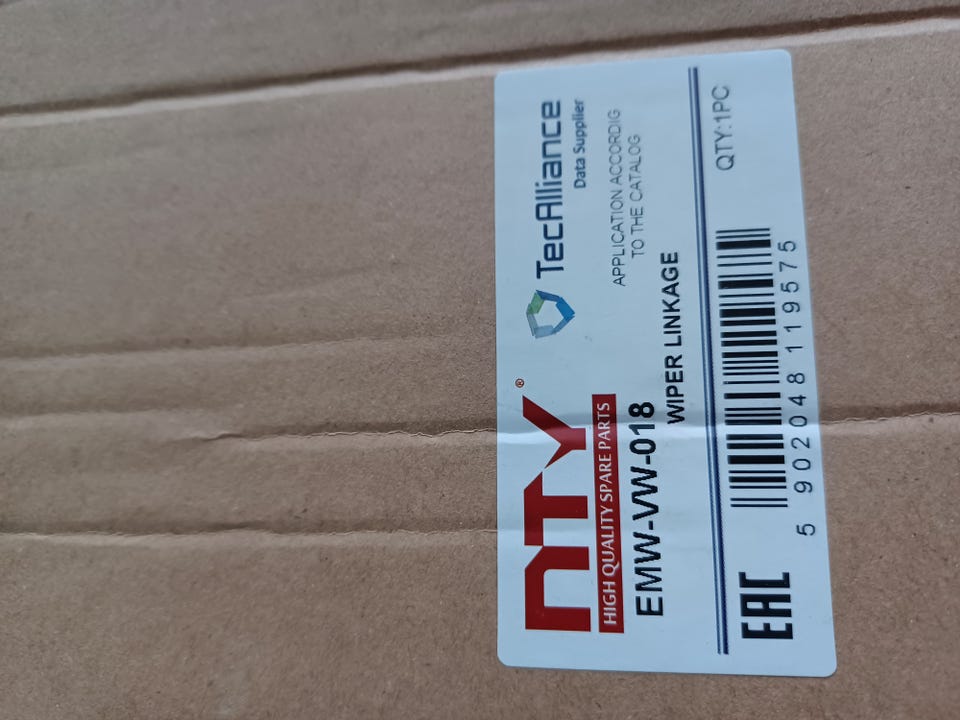 nTY®
HIGH QUALITY SPARE PARTS
TecAlliance
Data Supplier
EMW-VW-018
APPLICATION ACCORDIG
TO THE CATALOG
WIPER LINKAGE
EAC
QTY:1PC
5 902048 119575